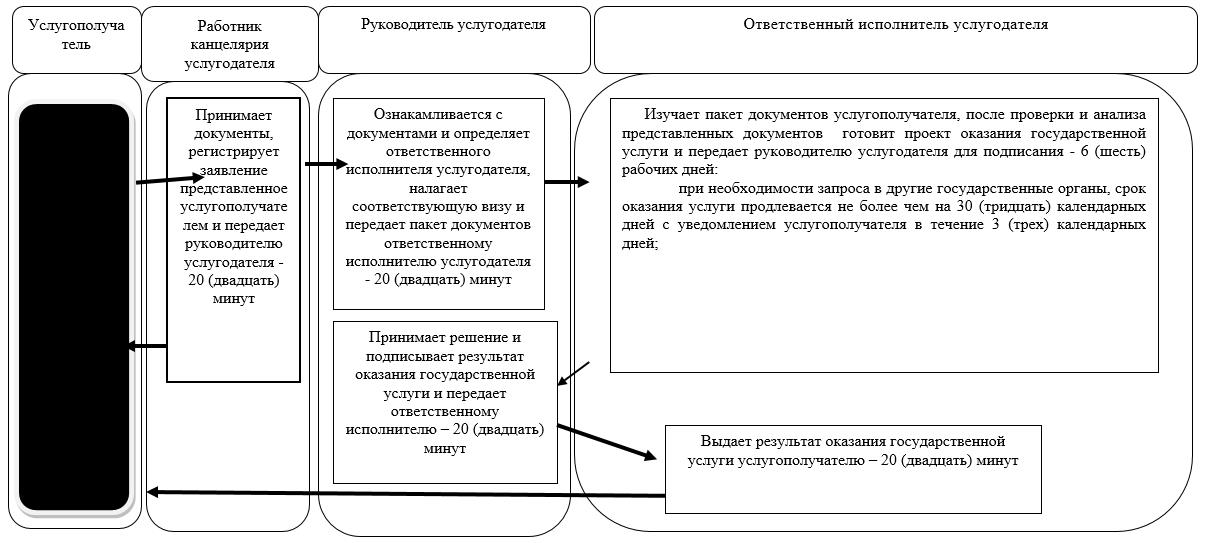 Услугополуча
тель
Работник
канцелярия
услугодателя
Руководитель услугодателя
Ответственный исполнитель услугодателя
Принимает
документы,
регистрирует
заявление
представленное
услугополучате
лем и передает
руководителю
услугодателя -
20 (двадцать)
минут
Ознакамливается с
документами и определяет
ответственного
исполнителя услугодателя,
налагает
соответствующую визу и
передает пакет документов
ответственному
исполнителю услугодателя
- 20 (двадцать) минут
Изучает пакет документов услугополучателя, после проверки и анализа
представленных документов готовит проект оказания государственной
услуги и передает руководителю услугодателя для подписания - 6 (шесть)
рабочих дней:
при необходимости запроса в другие государственные органы, срок
оказания услуги продлевается не более чем на 30 (тридцать) календарных
дней с уведомлением услугополучателя в течение 3 (трех) календарных
дней;
Принимает решение и
подписывает результат
оказания государственной
услуги и передает
ответственному
исполнителю – 20 (двадцать)
минут
Выдает результат оказания государственной
услуги услугополучателю – 20 (двадцать) минут